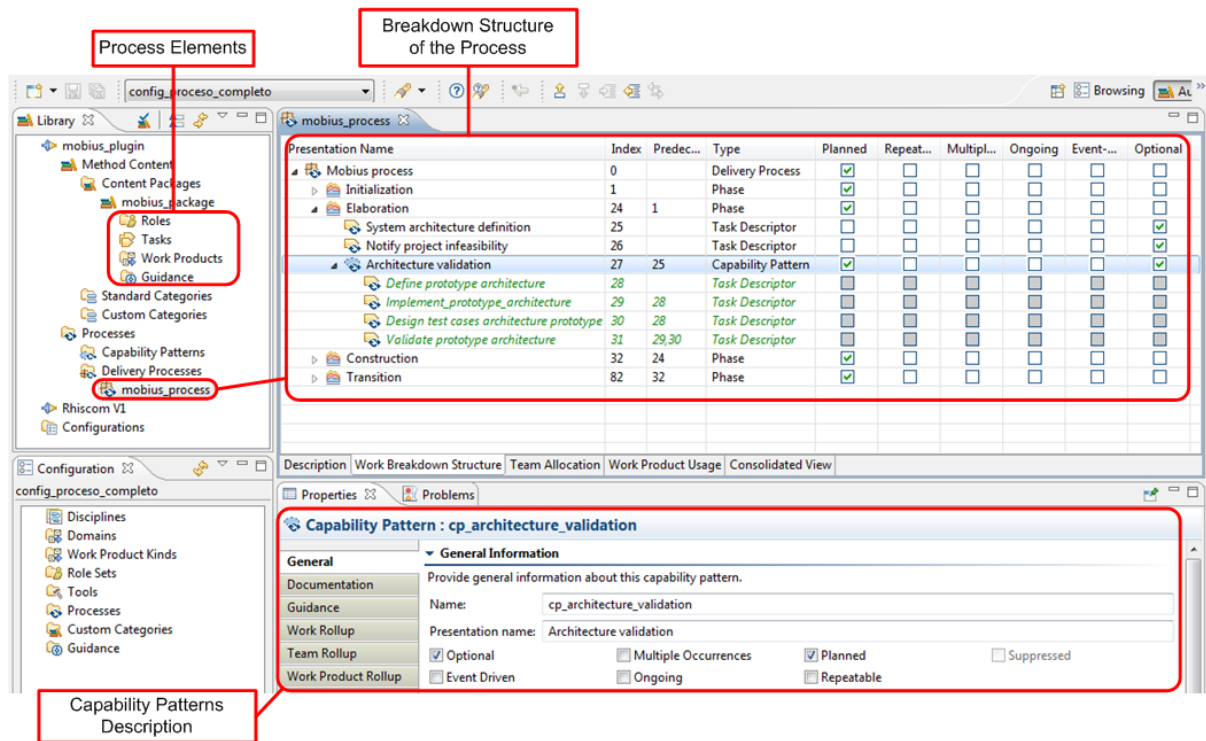 Breakdown Structure
of the Process
Process Elements
config_proceso_completo
Browsing
Au
Library
mobius_plugin
Method Content
Content Packages
mobius_package
Roles
Tasks
Work Products
Guidance
Standard Categories
Custom Categories
Processes
Capability Patterns
Delivery Processes
mobius_process
Rhiscom V1
Configurations
mobius_process
Presentation Name Index Predec... Type Planned Repeat... Multipl... Ongoing Event-... Optional
Mobius process 0 Delivery Process
Initialization 1 Phase
Elaboration 24 1 Phase
System architecture definition 25 Task Descriptor
Notify project infeasibility 26 Task Descriptor
Architecture validation 27 25 Capability Pattern
Define prototype architecture 28 Task Descriptor
Implement_prototype_architecture 29 28 Task Descriptor
Design test cases architecture prototype 30 28 Task Descriptor
Validate prototype architecture 31 29,30 Task Descriptor
Construction 32 24 Phase
Transition 82 32 Phase
Description Work Breakdown Structure Team Allocation Work Product Usage Consolidated View
Configuration
config_proceso_completo
Disciplines
Domains
Work Product Kinds
Role Sets
Tools
Processes
Custom Categories
Guidance
Properties Problems
Capability Pattern : cp_architecture_validation
General
Documentation
Guidance
Work Rollup
Team Rollup
Work Product Rollup
General Information
Provide general information about this capability pattern.
Name: cp_architecture_validation
Presentation name: Architecture validation
Optional Multiple Occurrences Planned Suppressed
Event Driven Ongoing Repeatable
Capability Patterns
Description